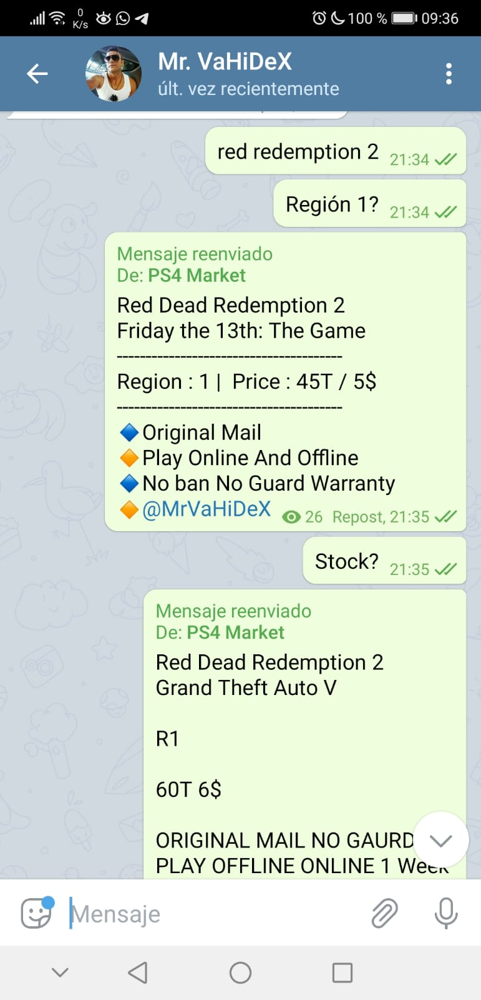 0
K/s
100 %
09:36
Mr. VaHiDeX
últ. vez recientemente
red redemption 2
21:34
Región 1?
21:34
Mensaje reenviado
De: PS4 Market
Red Dead Redemption 2
Friday the 13th: The Game
--------------------------------------
Region : 1 |  Price : 45T / 5$
--------------------------------------
🔷Original Mail
🔶Play Online And Offline
🔷No ban No Guard Warranty
🔶@MrVaHiDeX
26 Repost, 21:35
Stock?
21:35
Mensaje reenviado
De: PS4 Market
Red Dead Redemption 2
Grand Theft Auto V
R1
60T 6$
ORIGINAL MAIL NO GAURD
PLAY OFFLINE ONLINE 1 Week
Mensaje